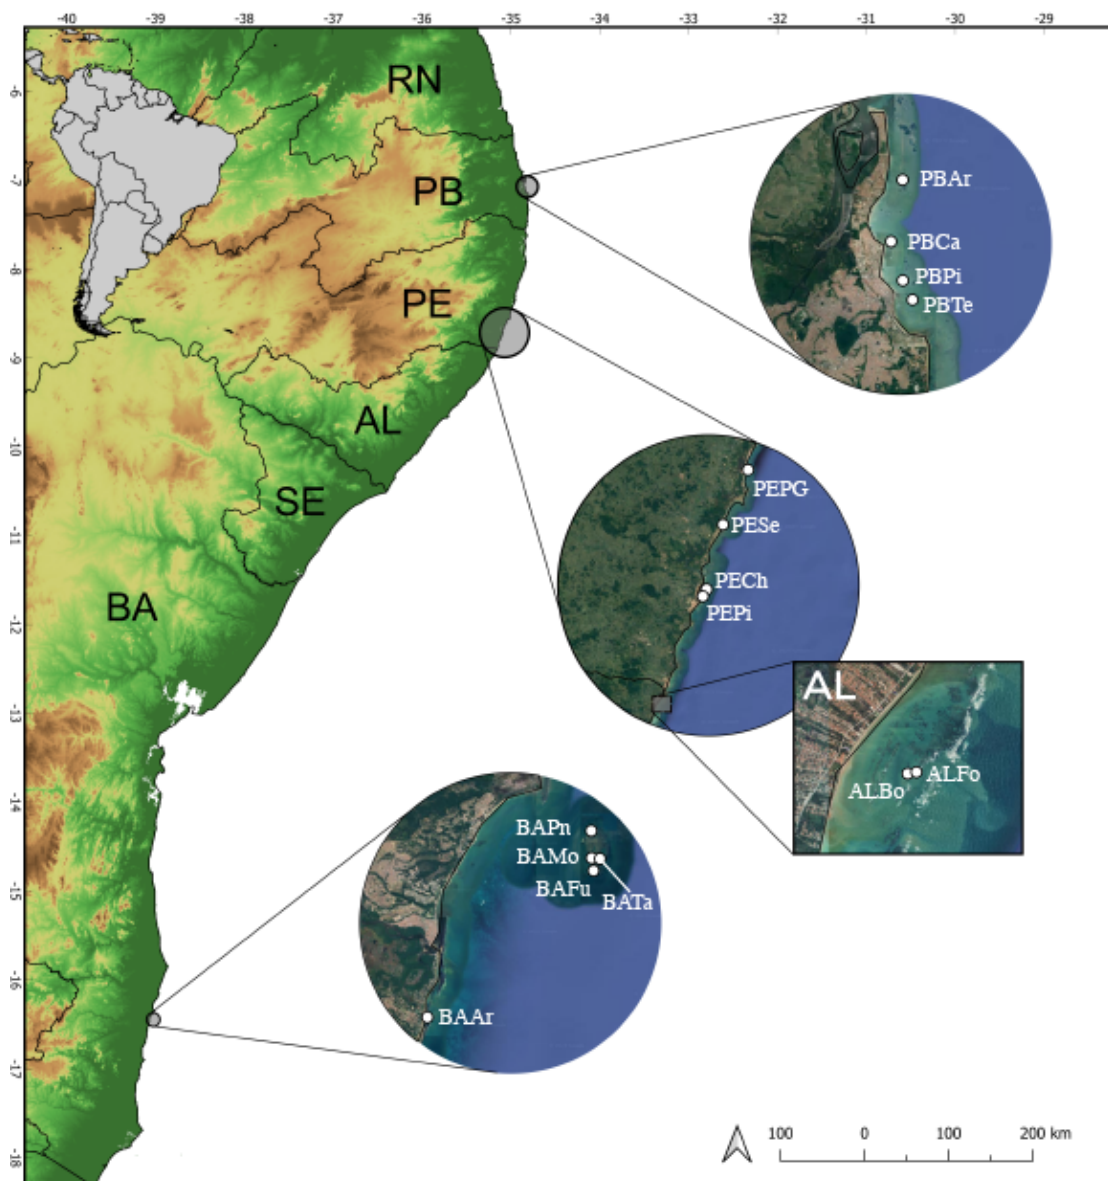 -40 -39 -38 -37 -36 -35 -34 -33 -32 -31 -30 -29
-6
-7
-8
-9
-10
-11
-12
-13
-14
-15
-16
-17
-18
RN
PB
PE
AL
SE
BA
PBAr
PBCa
PBPi
PBTe
PEPG
PESe
PECh
PEPi
AL
ALFo
ALBo
BAPn
BAMo
BAFu
BATa
BAAr
100 0 100 200 km